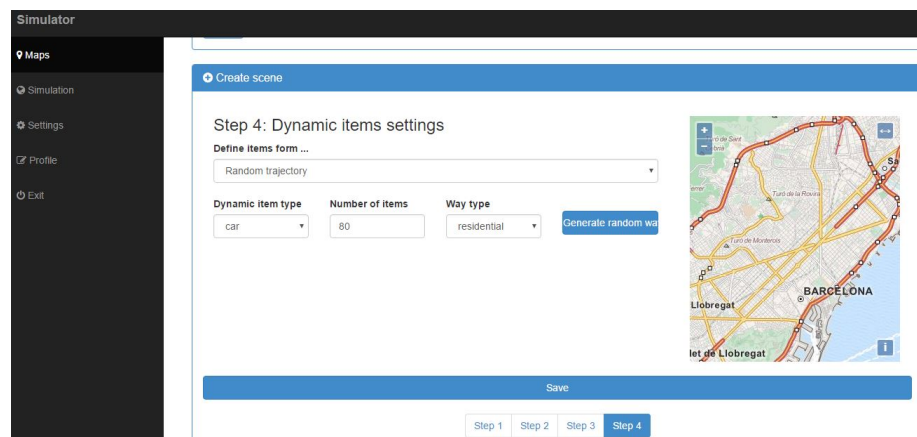 Simulator
Maps
Simulation
Settings
Profile
Exit
Create scene
Step 4: Dynamic items settings
Define items form ...
Random trajectory
Dynamic item type
Number of items
Way type
car
80
residential
Generate random wa
+
−
Turó de la Rovira
Turó de Monterols
BARCELONA
Llobregat
let de Llobregat
i
Save
Step 1
Step 2
Step 3
Step 4